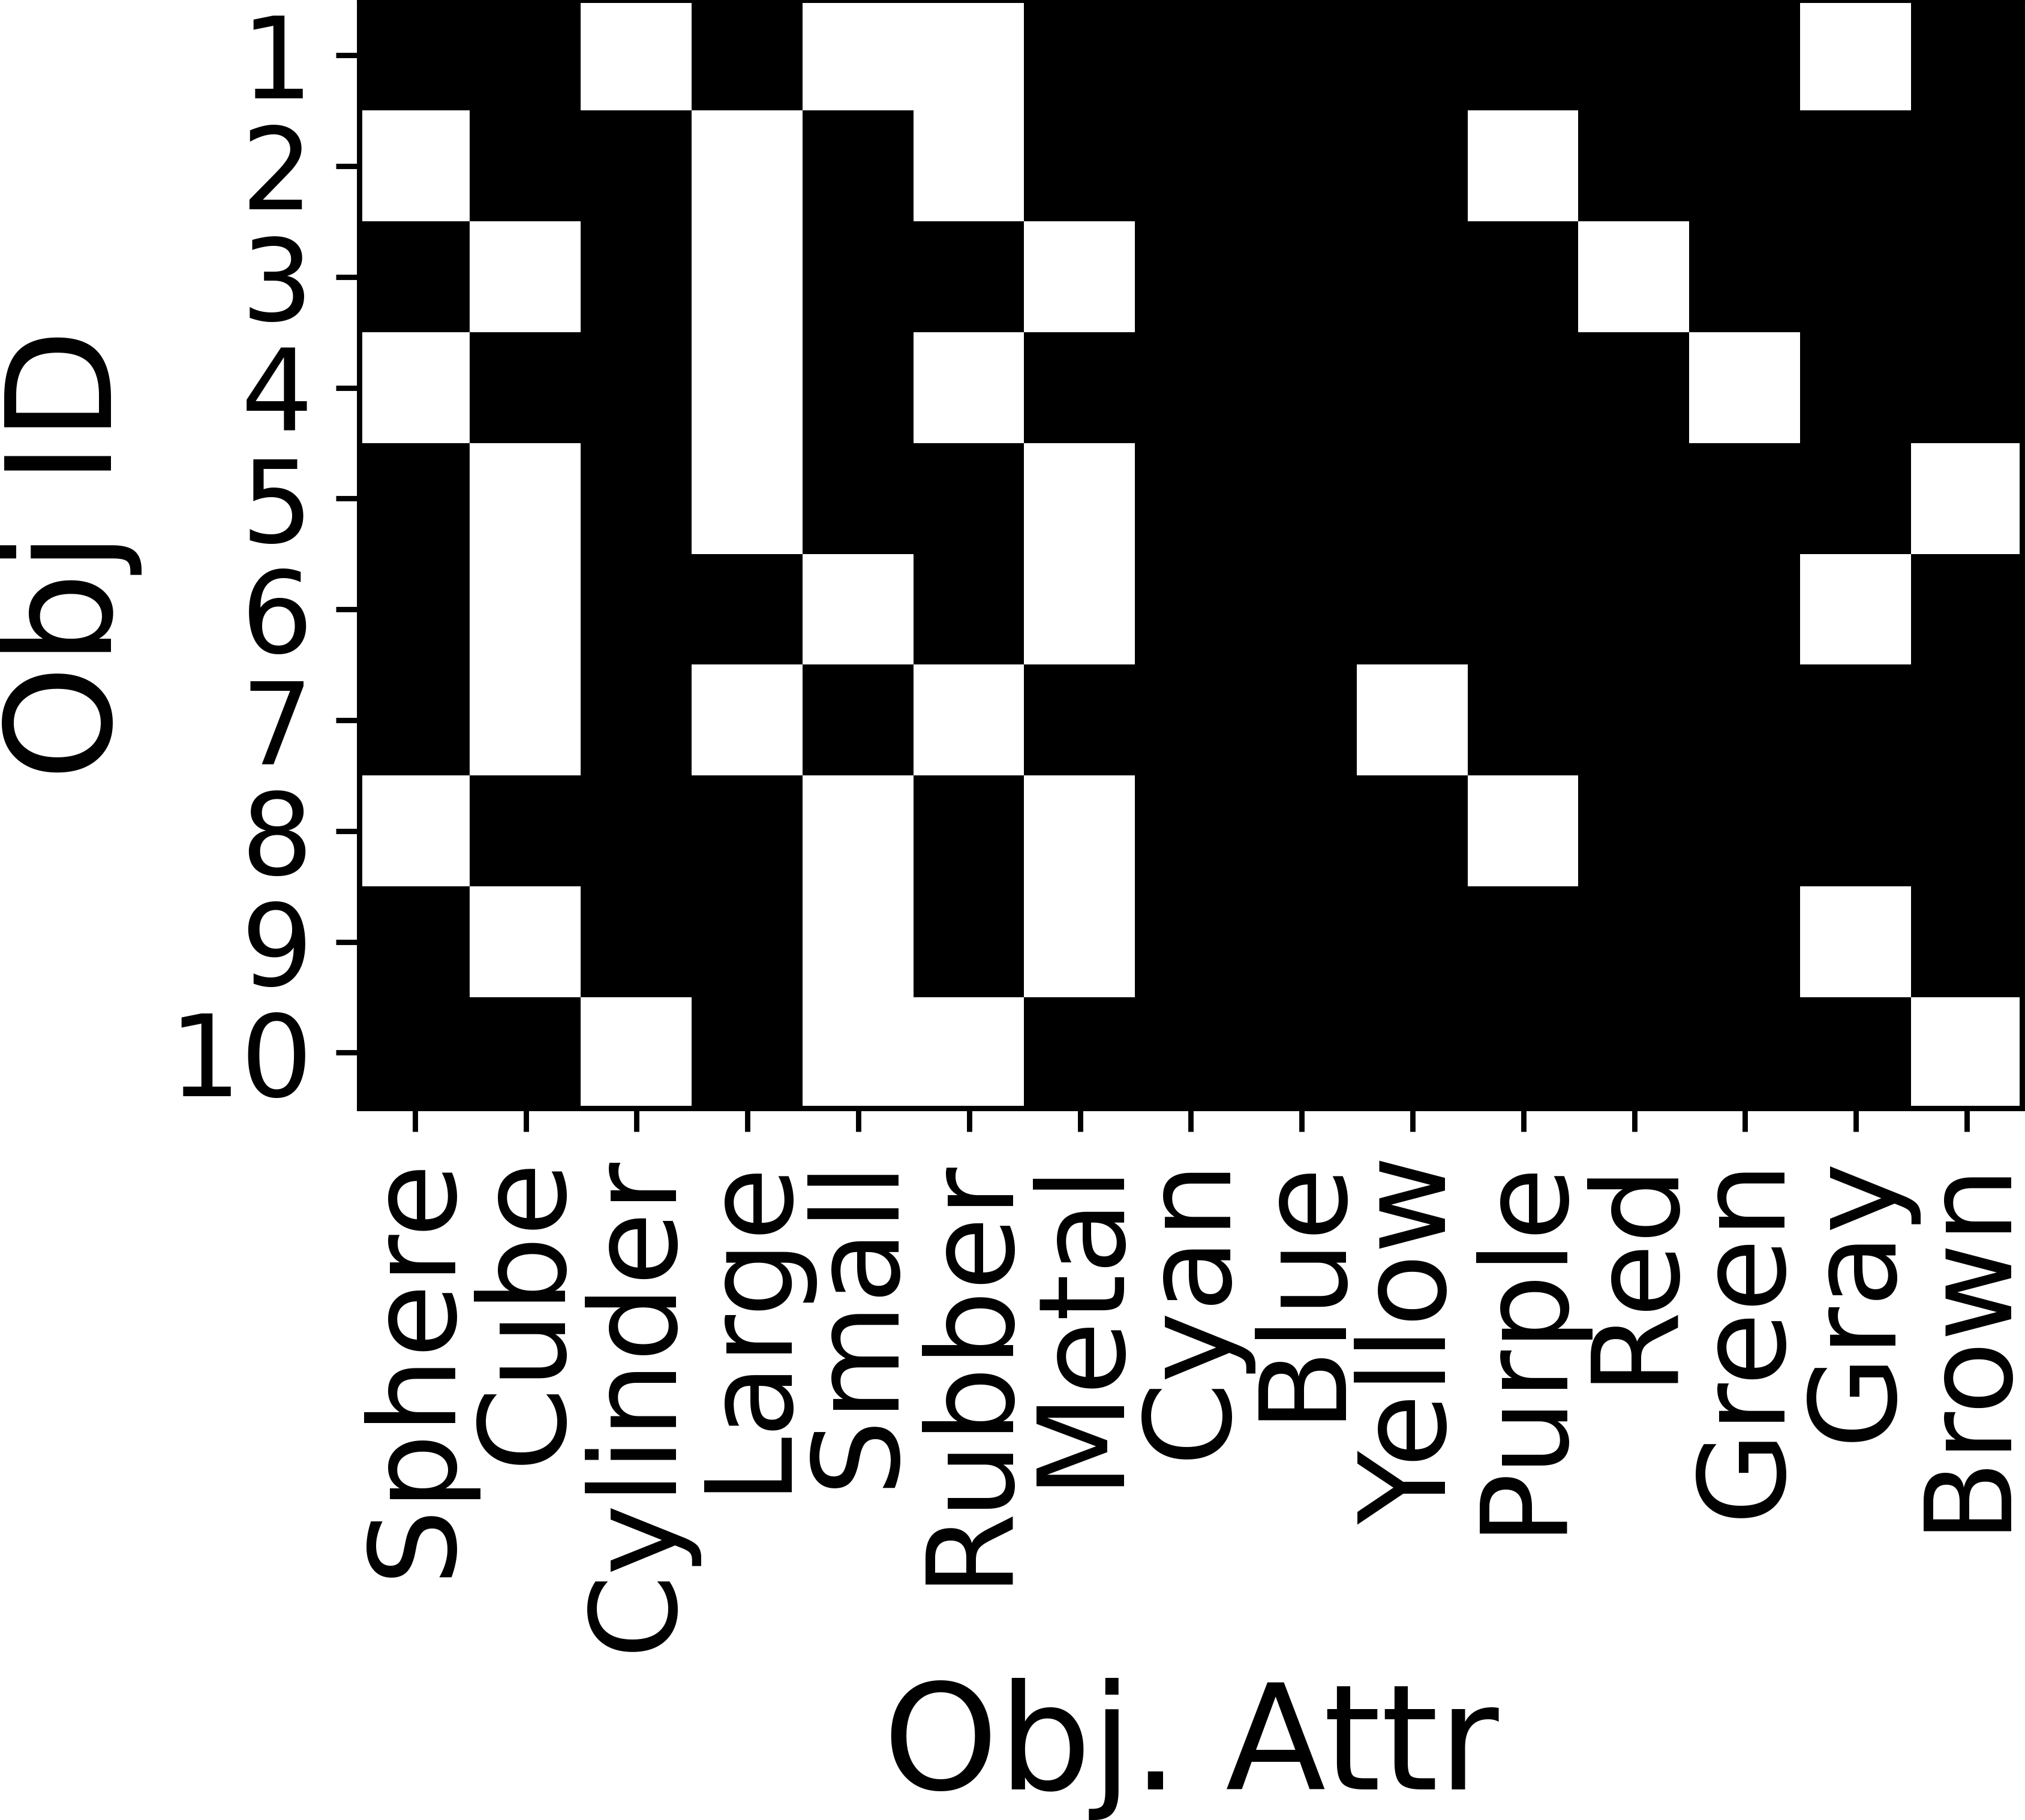 Obj ID
1
2
3
4
5
6
7
8
9
10
Sphere
Cube
Cylinder
Large
Small
Rubber
Metal
Cyan
Blue
Yellow
Purple
Red
Green
Gray
Brown
Obj. Attr